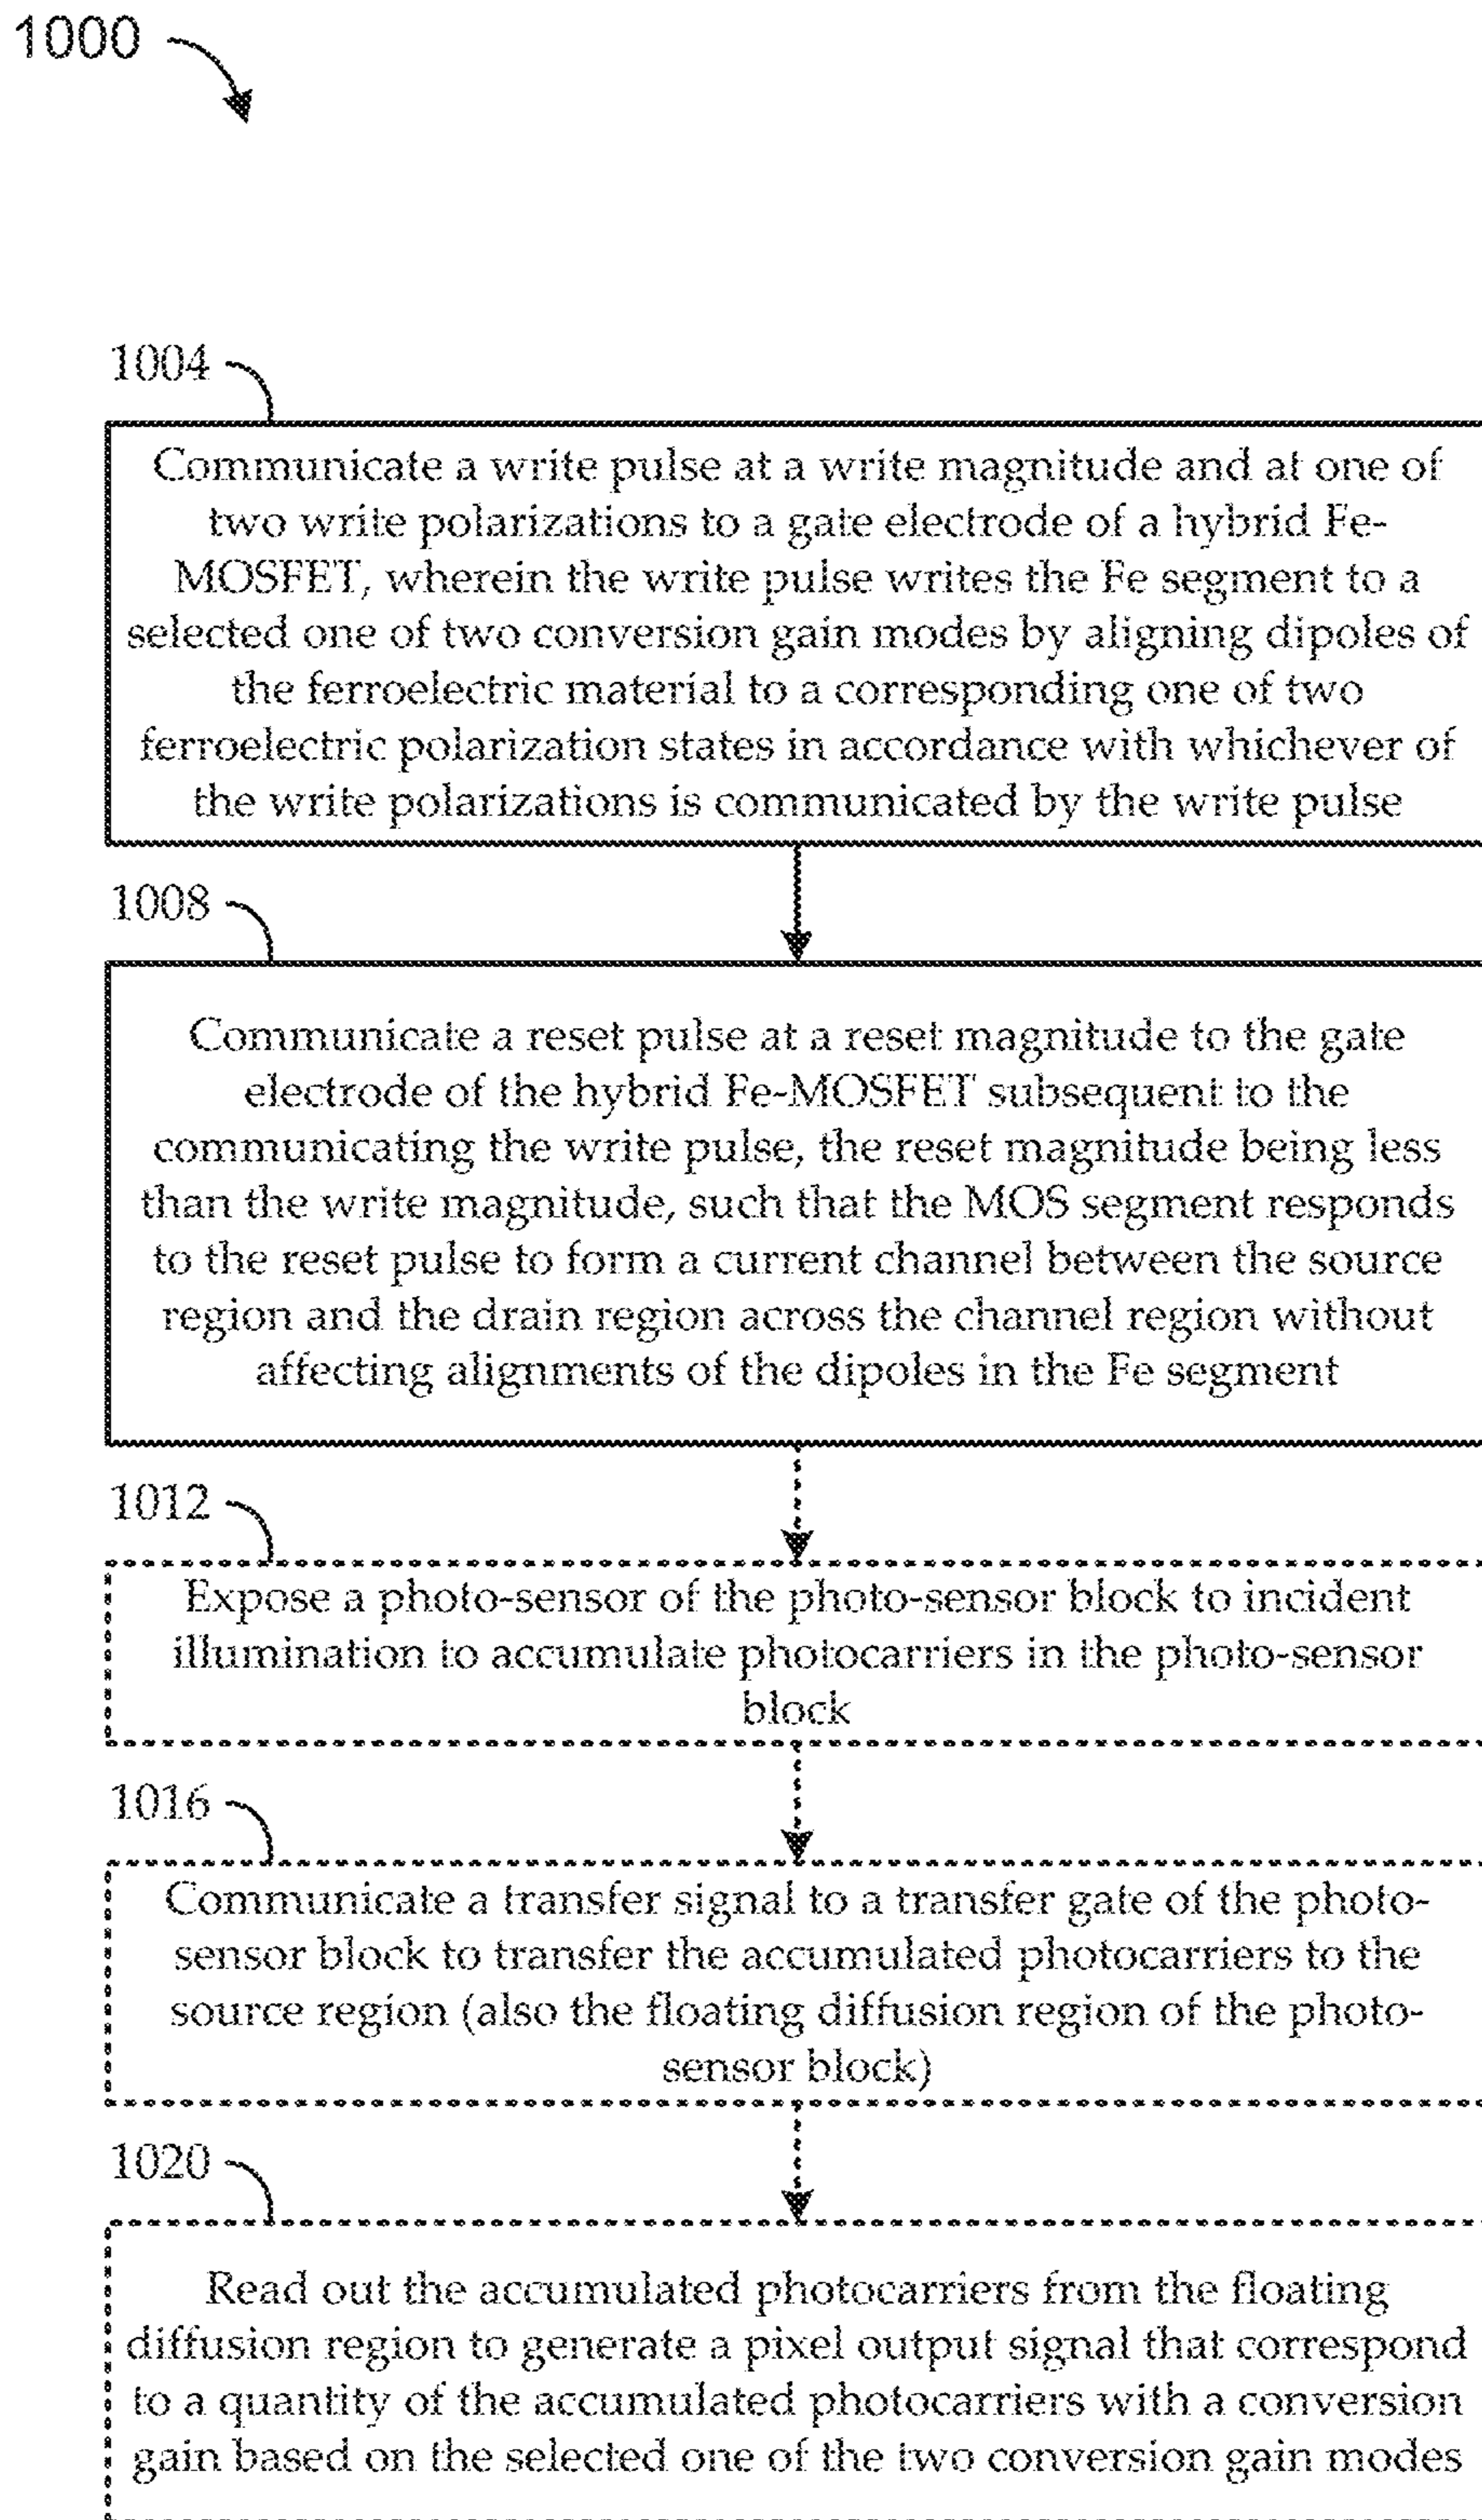 1000
1004
Communicate a write pulse at a write magnitude and at one of
two write polarizations to a gate electrode of a hybrid Fe-
MOSFET, wherein the write pulse writes the Fe segment to a
selected one of two conversion gain modes by aligning dipoles of
the ferroelectric material to a corresponding one of two
ferroelectric polarization states in accordance with whichever of
the write polarizations is communicated by the write pulse
1008
Communicate a reset pulse at a reset magnitude to the gate
electrode of the hybrid Fe-MOSFET subsequent to the
communicating the write pulse, the reset magnitude being less
than the write magnitude, such that the MOS segment responds
to the reset pulse to form a current channel between the source
region and the drain region across the channel region without
affecting alignments of the dipoles in the Fe segment
1012
Expose a photo-sensor of the photo-sensor block to incident
illumination to accumulate photocarriers in the photo-sensor
block
1016
Communicate a transfer signal to a transfer gate of the photo-
sensor block to transfer the accumulated photocarriers to the
source region (also the floating diffusion region of the photo-
sensor block)
1020
Read out the accumulated photocarriers from the floating
diffusion region to generate a pixel output signal that correspond
to a quantity of the accumulated photocarriers with a conversion
gain based on the selected one of the two conversion gain modes